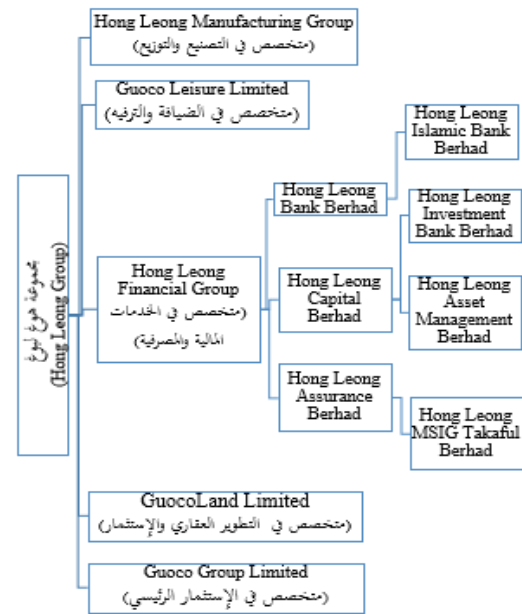 Hong Leong Manufacturing Group
(متخصص في التصنيع والتوزيع)
Guoco Leisure Limited
(متخصص في الضيافة والترفيه)
مجموعة هونغ ليونغ
(Hong Leong Group)
Hong Leong
Financial Group
(متخصص في الخدمات
المالية والمصرفية)
Hong Leong
Bank Berhad
Hong Leong
Islamic Bank
Berhad
Hong Leong
Capital
Berhad
Hong Leong
Investment
Bank Berhad
Hong Leong
Asset
Management
Berhad
Hong Leong
Assurance
Berhad
Hong Leong
MSIG Takaful
Berhad
GuocoLand Limited
(متخصص في التطوير العقاري والإستثمار)
Guoco Group Limited
(متخصص في الإستثمار الرئيسي)